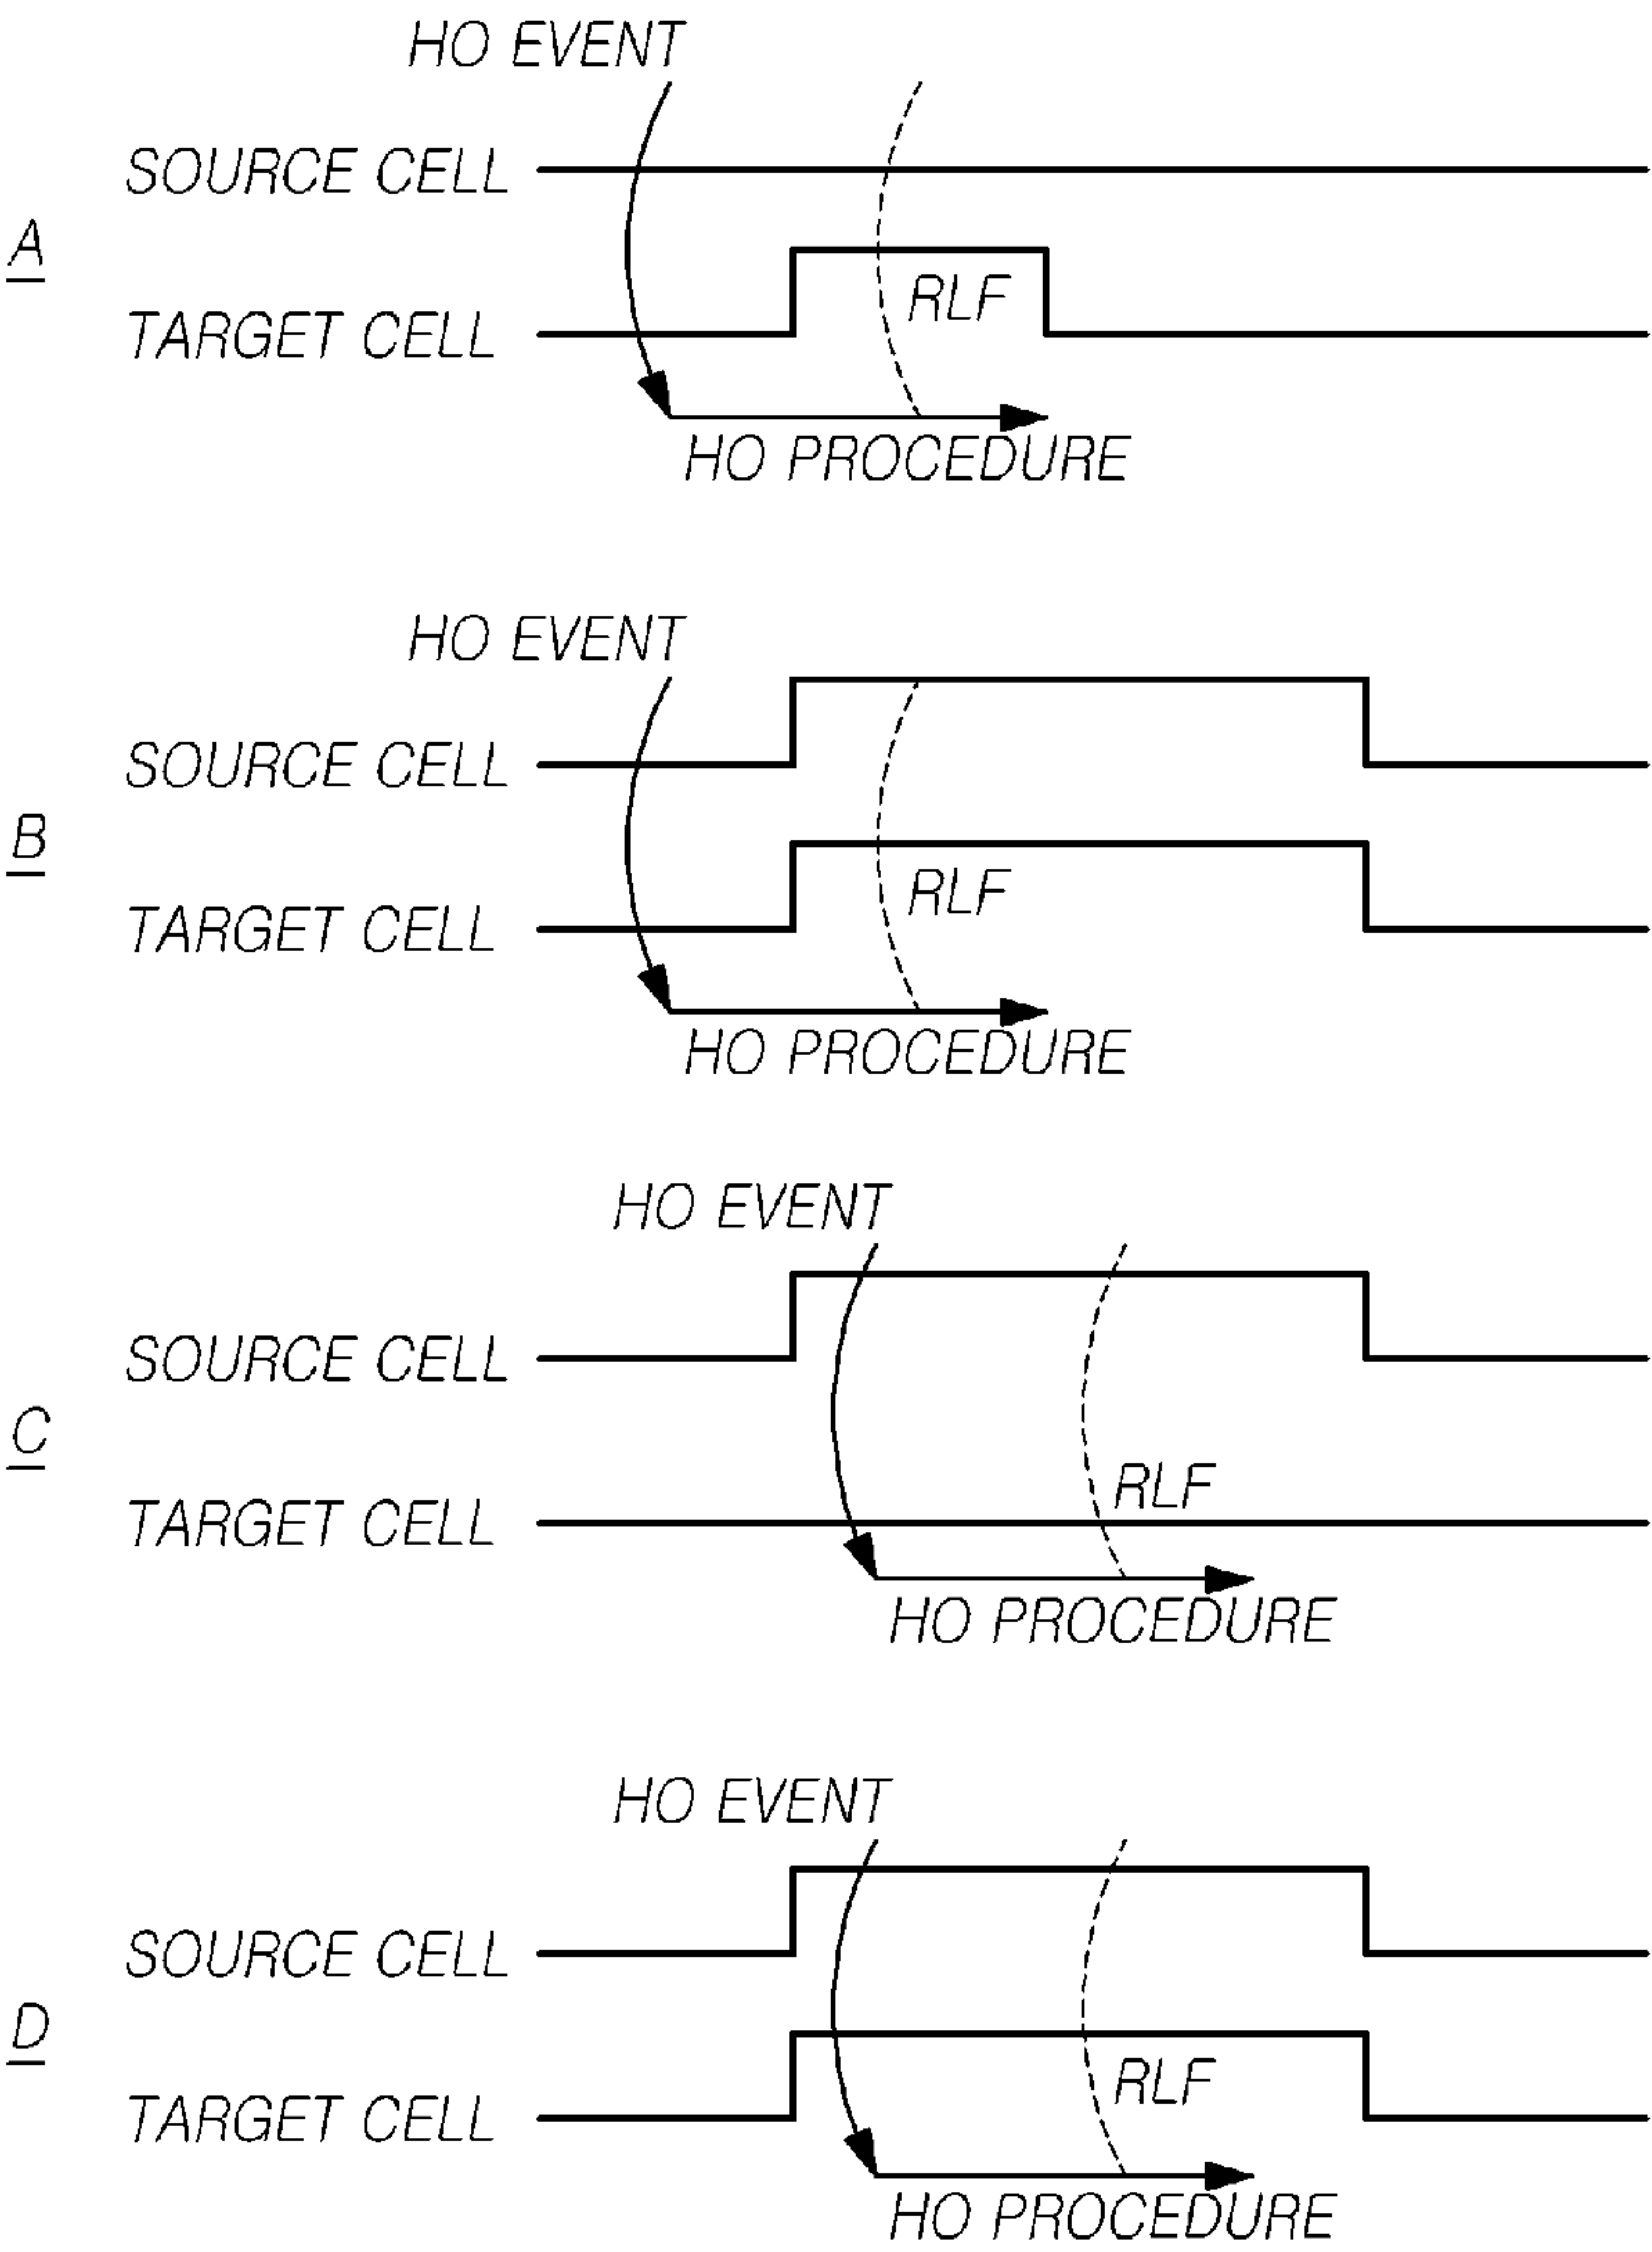 HO EVENT
SOURCE CELL
A
RLF
TARGET CELL
HO PROCEDURE
HO EVENT
SOURCE CELL
B
RLF
TARGET CELL
HO PROCEDURE
HO EVENT
SOURCE CELL
C
RLF
TARGET CELL
HO PROCEDURE
HO EVENT
SOURCE CELL
D
RLF
TARGET CELL
HO PROCEDURE